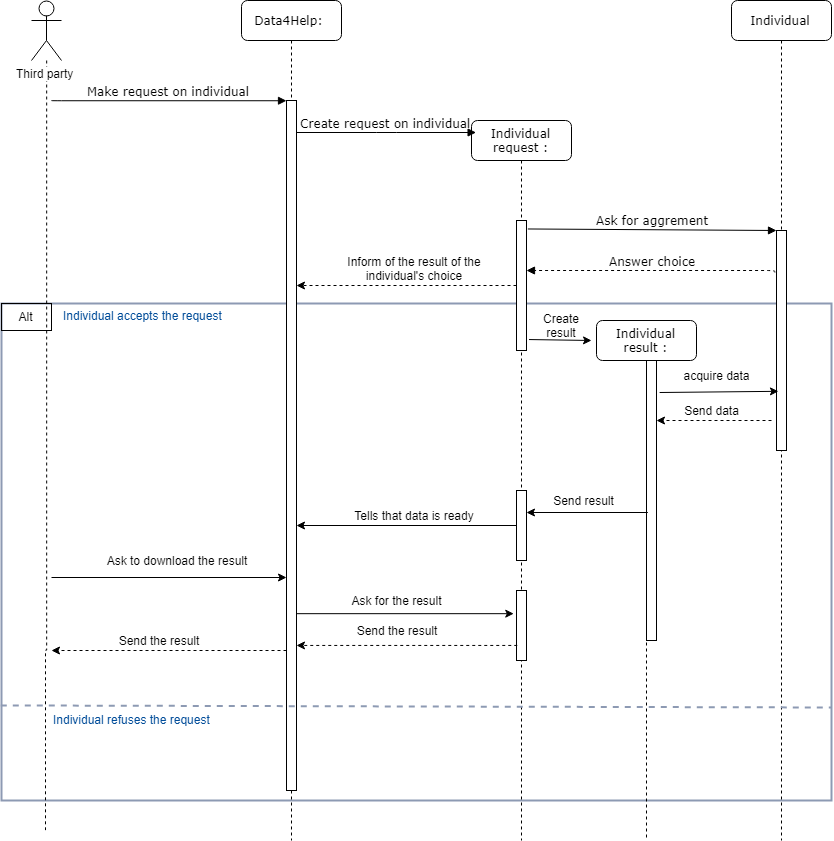 Data4Help:
Individual
Third party
Make request on individual
Create request on individual
Individual
request :
Ask for aggrement
Inform of the result of the
individual's choice
Answer choice
Alt
Individual accepts the request
Create
result
Individual
result :
acquire data
Send data
Send result
Tells that data is ready
Ask to download the result
Ask for the result
Send the result
Send the result
Individual refuses the request